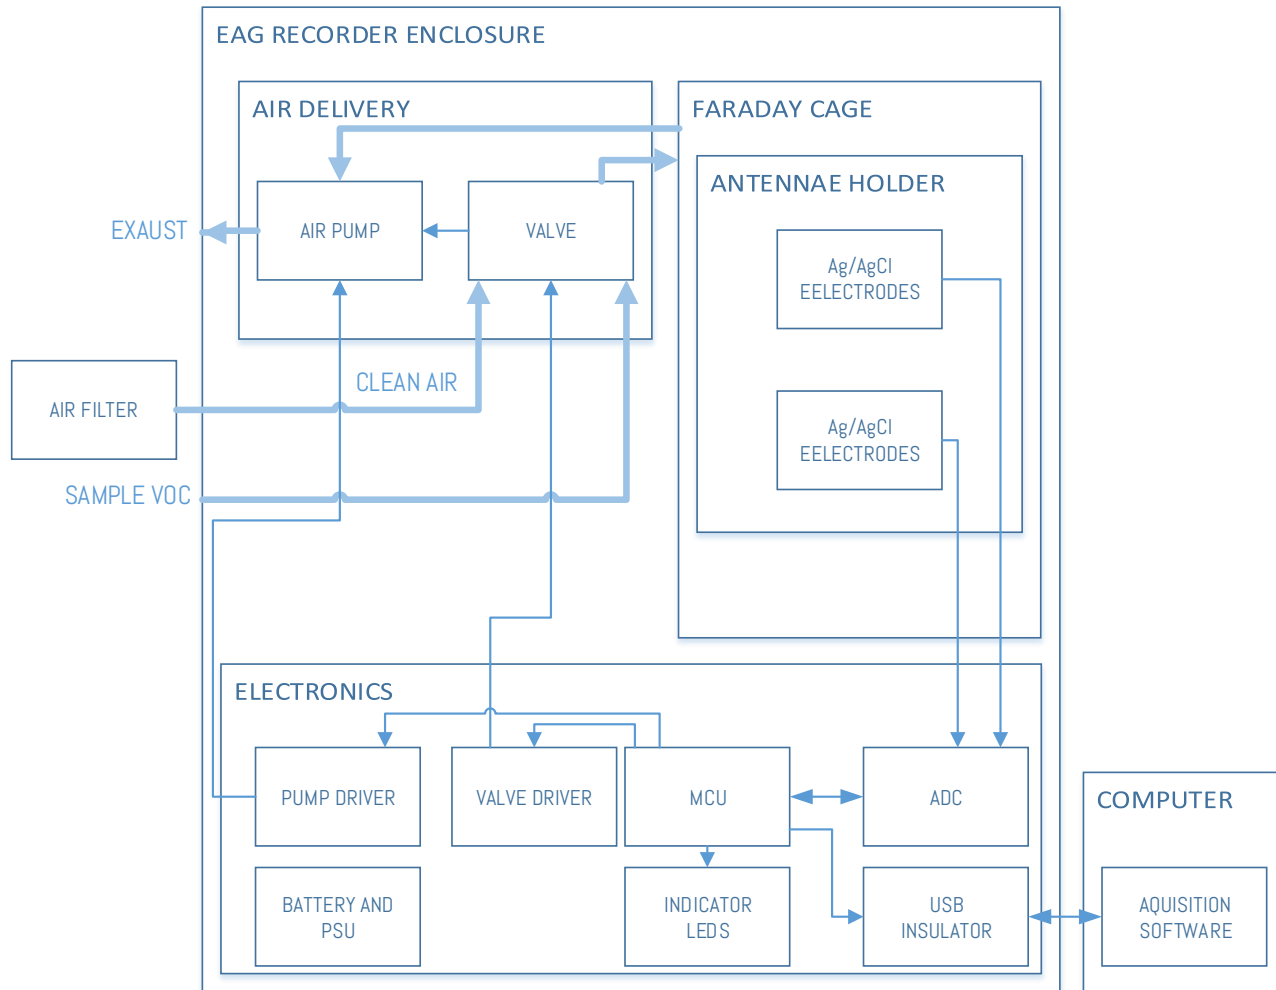 EAG RECORDER ENCLOSURE
AIR DELIVERY
FARADAY CAGE
ANTENNAE HOLDER
EXAUST
AIR PUMP
VALVE
Ag/AgCl
EELECTRODES
CLEAN AIR
AIR FILTER
Ag/AgCl
EELECTRODES
SAMPLE VOC
ELECTRONICS
PUMP DRIVER
VALVE DRIVER
MCU
ADC
COMPUTER
BATTERY AND
PSU
INDICATOR
LEDS
USB
INSULATOR
AQUISITION
SOFTWARE